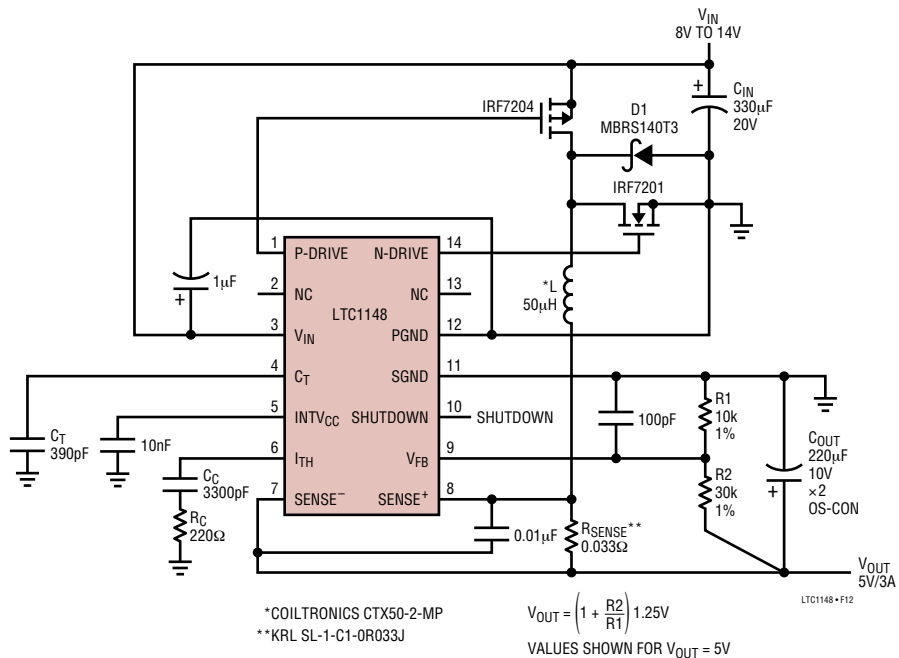 VIN
8V TO 14V
CIN
330µF
20V
+
IRF7204
D1
MBRS140T3
IRF7201
1
P-DRIVE
N-DRIVE
14
1µF
+
2
NC
NC
13
*L
50µH
LTC1148
3
VIN
PGND
12
4
CT
SGND
11
5
INTVCC
SHUTDOWN
10
SHUTDOWN
100pF
R1
10k
1%
CT
390pF
10nF
6
ITH
VFB
9
CC
3300pF
R2
30k
1%
COUT
220µF
10V
×2
OS-CON
+
7
SENSE–
SENSE+
8
RC
220Ω
0.01µF
RSENSE**
0.033Ω
VOUT
5V/3A
LTC1148 • F12
*COILTRONICS CTX50-2-MP
**KRL SL-1-C1-0R033J
VOUT = (1 + R2/R1) 1.25V
VALUES SHOWN FOR VOUT = 5V